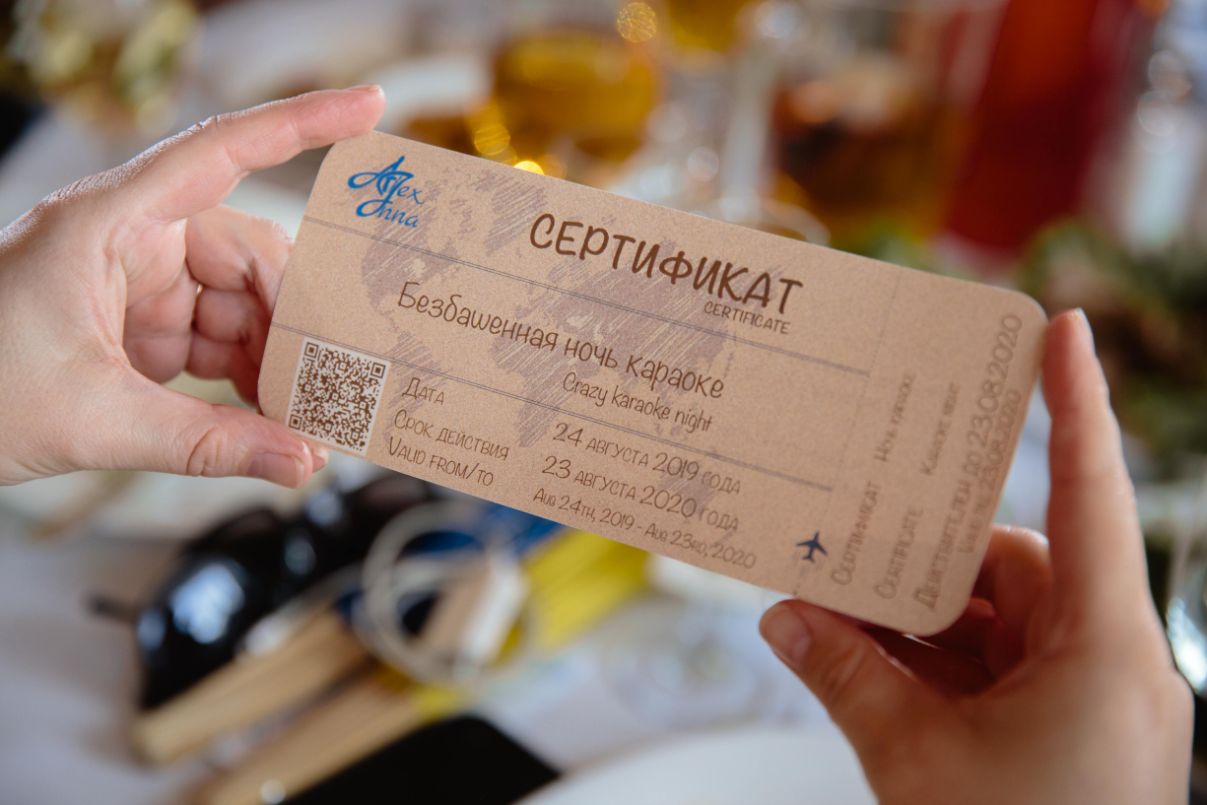 Alex
Anna
СЕРТИФИКАТ
CERTIFICATE
Безбашенная ночь караоке
Crazy karaoke night
Дата
24 августа 2019 года
Срок действия
23 августа 2020 года
Valid from/to
Aug 24th, 2019 - Aug 23rd, 2020
Сертификат
Ночь караоке
Certificate
Karaoke night
Действителен до 23.08.2020